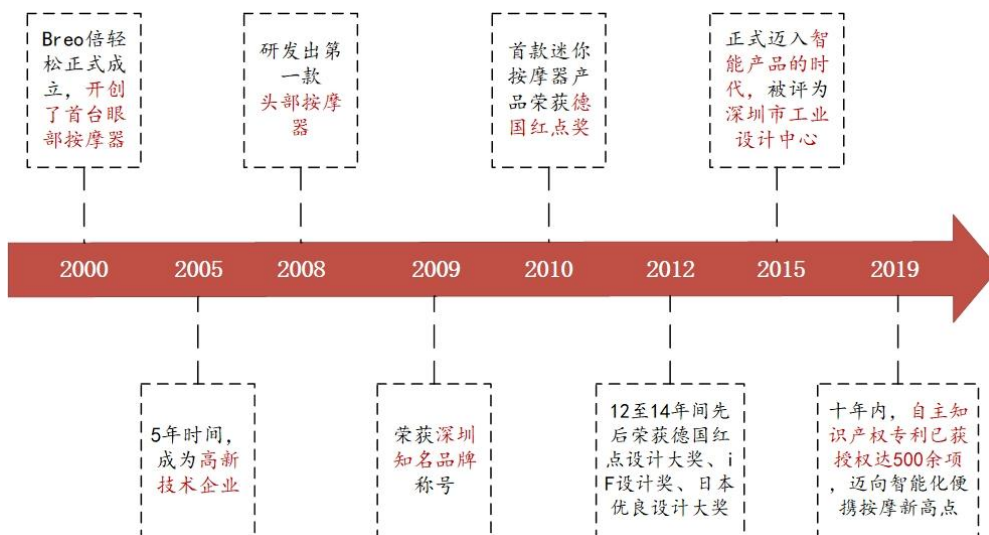 Breo倍轻
松正式成
立，开创
了首台眼
部按摩器
研发出第
一款
头部按摩
器
首款迷你
按摩器产
品荣获德
国红点奖
正式迈入智
能产品的时
代，被评为
深圳市工业
设计中心
2000
2005
2008
2009
2010
2012
2015
2019
5年时间，
成为高新
技术企业
荣获深圳
知名品牌
称号
12至14年间先
后荣获德国红
点设计大奖、i
F设计奖、日本
优良设计大奖
十年内，自主知
识产权专利已获
授权达500余项
，迈向智能化便
携按摩新高点